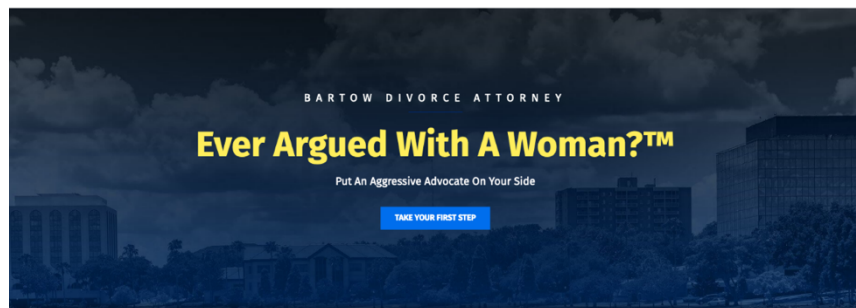 BARTOW DIVORCE ATTORNEY
Ever Argued With A Woman?™
Put An Aggressive Advocate On Your Side
TAKE YOUR FIRST STEP